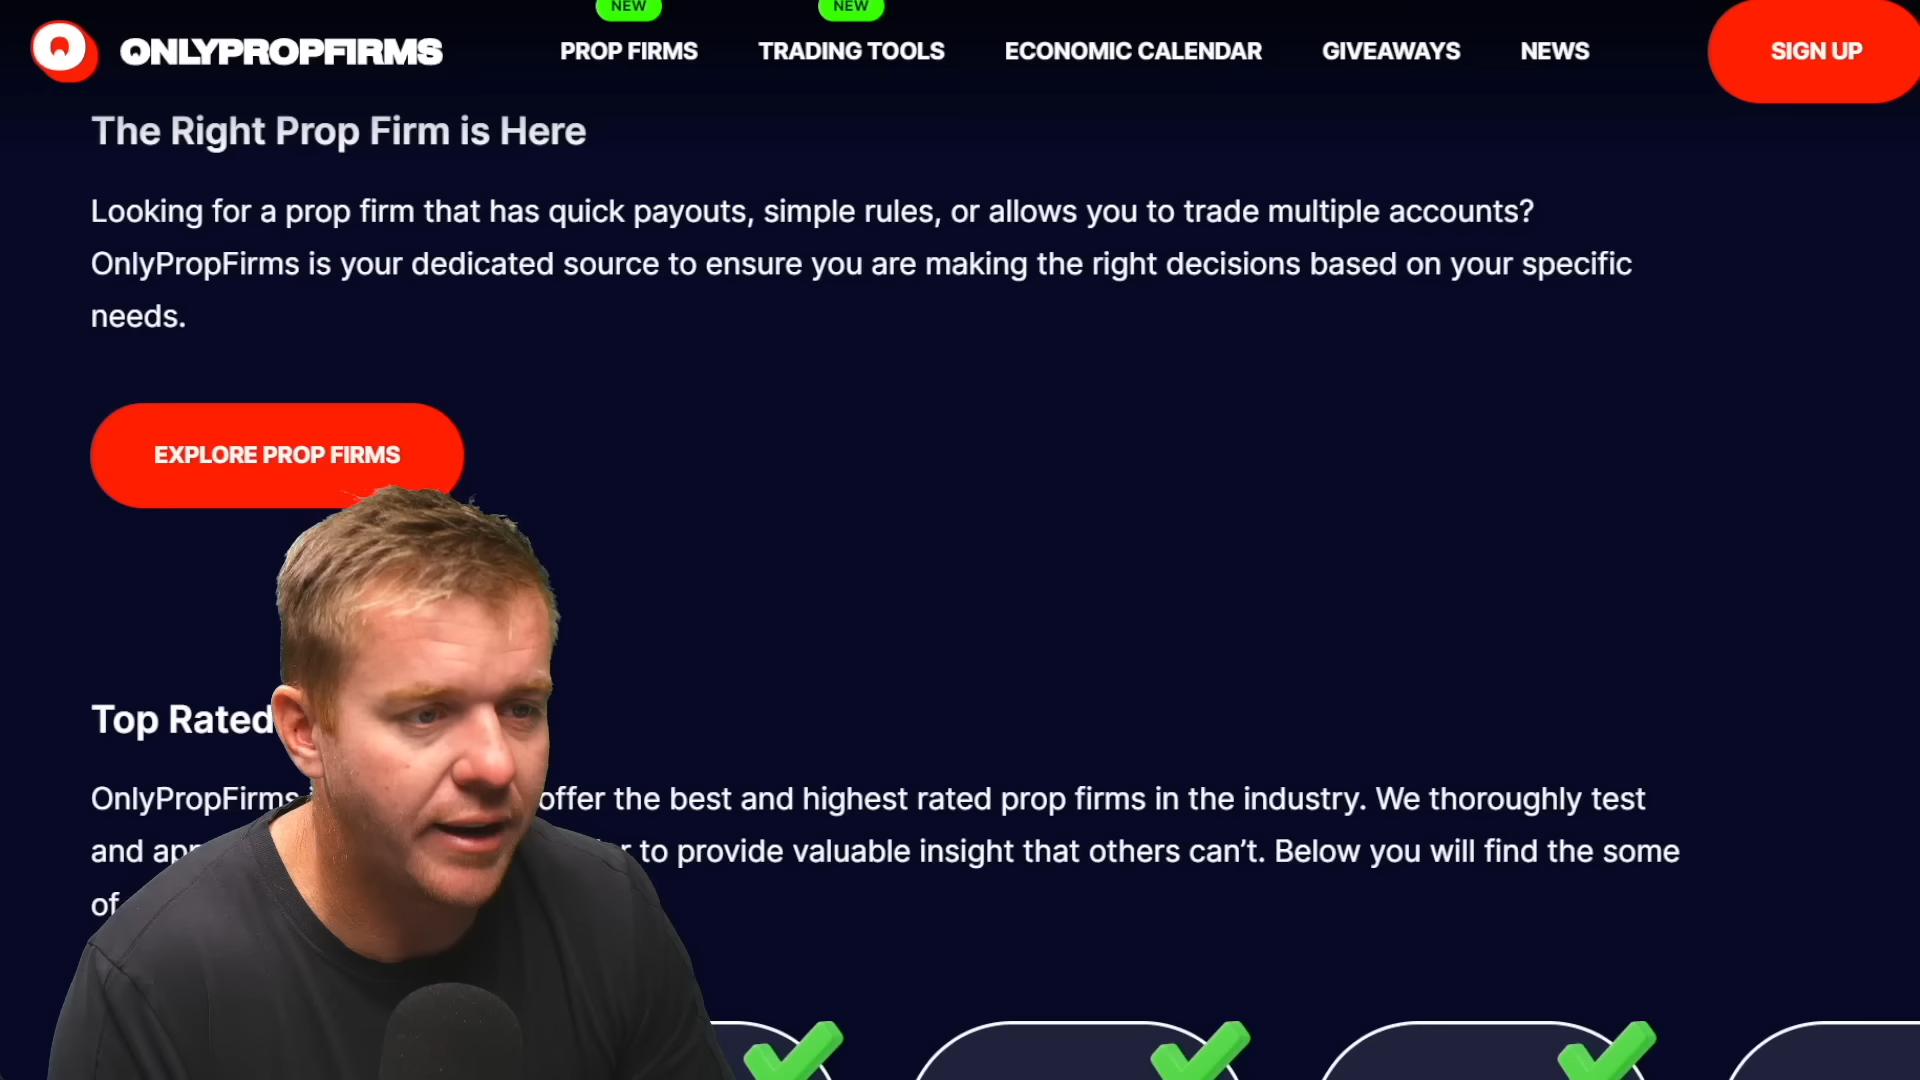 NEW
NEW
ONLYPROPFIRMS
PROP FIRMS
TRADING TOOLS
ECONOMIC CALENDAR
GIVEAWAYS
NEWS
SIGN UP
The Right Prop Firm is Here
Looking for a prop firm that has quick payouts, simple rules, or allows you to trade multiple accounts?
OnlyPropFirms is your dedicated source to ensure you are making the right decisions based on your specific
needs.
EXPLORE PROP FIRMS
Top Rated
OnlyPropFirms offer the best and highest rated prop firms in the industry. We thoroughly test
and to provide valuable insight that others can’t. Below you will find the some
of